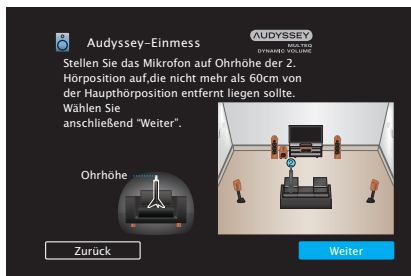 Audyssey-Einmess
AUDYSSEY
MULTEQ
DYNAMIC VOLUME
Stellen Sie das Mikrofon auf Ohrhöhe der 2.
Hörposition auf,die nicht mehr als 60cm von
der Haupthörposition entfernt liegen sollte.
Wählen Sie
anschließend “Weiter”.
2
Ohrhöhe
Zurück
Weiter